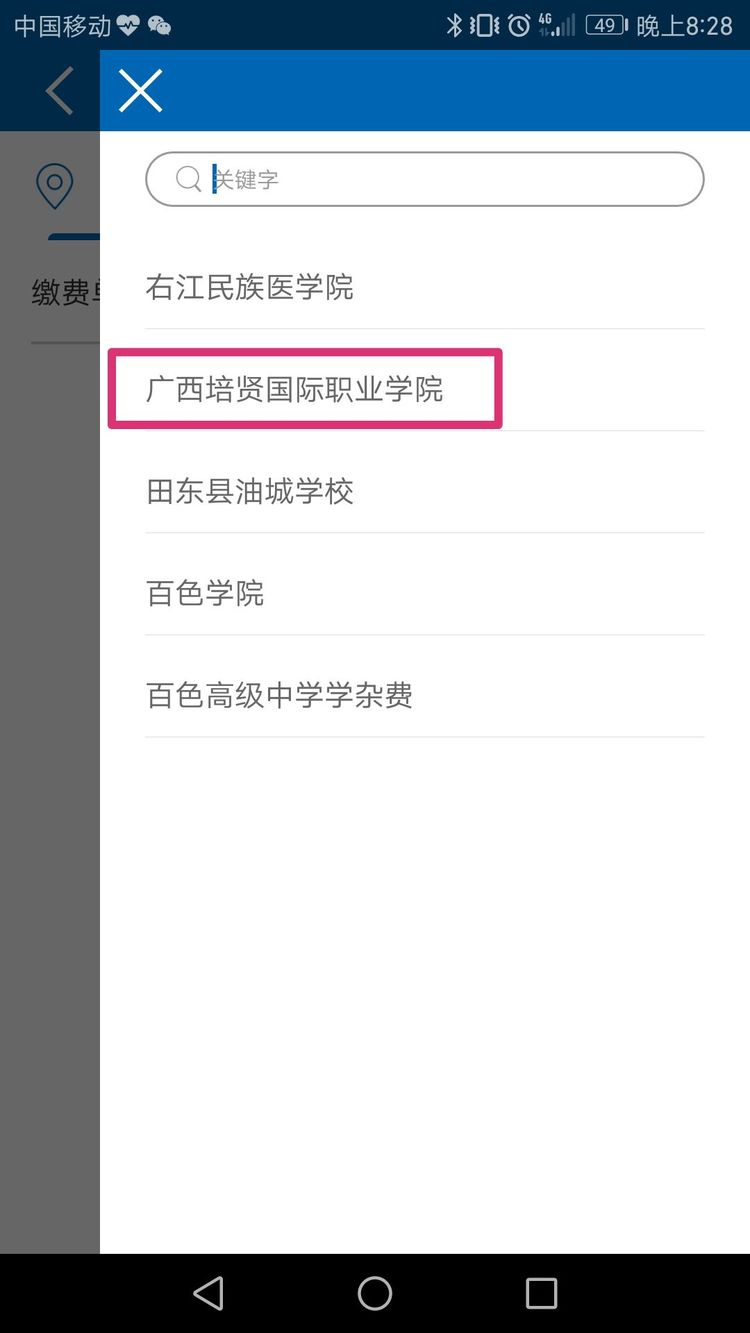 中国移动 4G 49 晚上8:28
关键字
缴费单
右江民族医学院
广西培贤国际职业学院
田东县油城学校
百色学院
百色高级中学学杂费